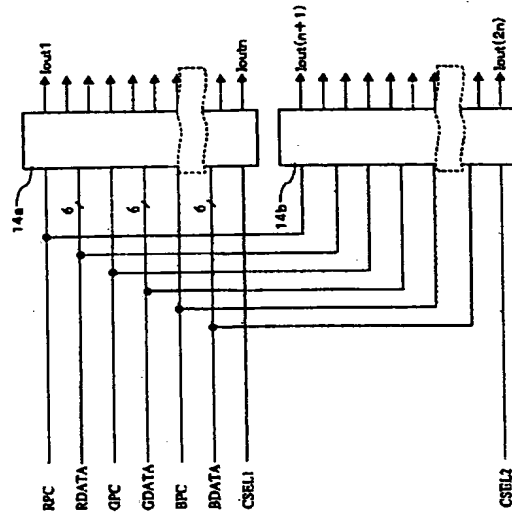 14a
Iout1
Ioutn
14b
Iout(n+1)
Iout(2n)
RPC
RDATA
6
GPC
GDATA
6
BPC
BDATA
6
CSEL1
CSEL2